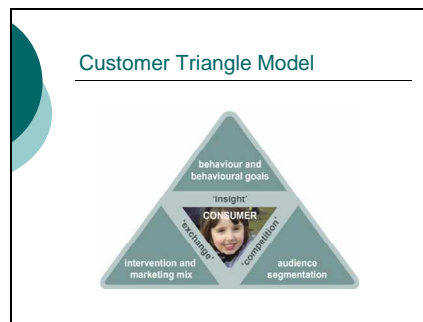 Customer Triangle Model
behaviour and
behavioural goals
'insight'
CONSUMER
'exchange'
'competition'
intervention and
marketing mix
audience
segmentation